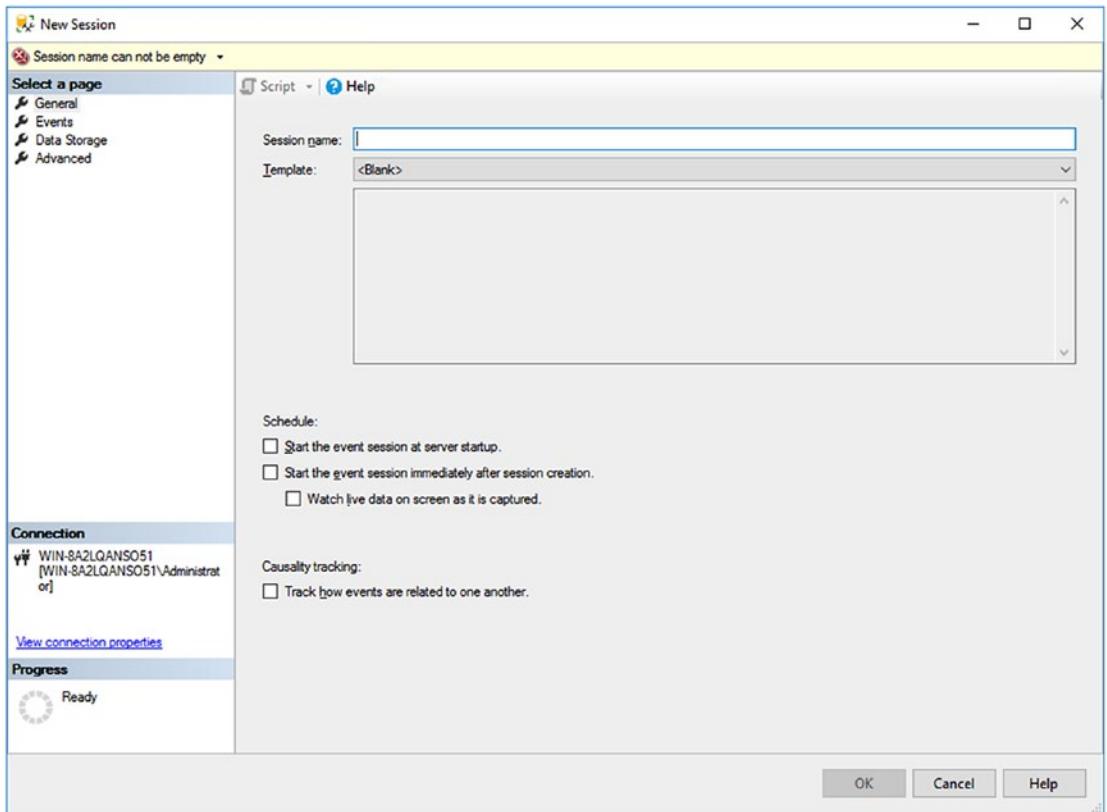 New Session
Session name can not be empty
Select a page
General
Events
Data Storage
Advanced
Script
Help
Session name:
Template:
<Blank>
Schedule:
Start the event session at server startup.
Start the event session immediately after session creation.
Watch live data on screen as it is captured.
Causality tracking:
Track how events are related to one another.
Connection
WIN-8A2LQANSO51
[WIN-8A2LQANSO51\Administrat
or]
View connection properties
Progress
Ready
OK
Cancel
Help